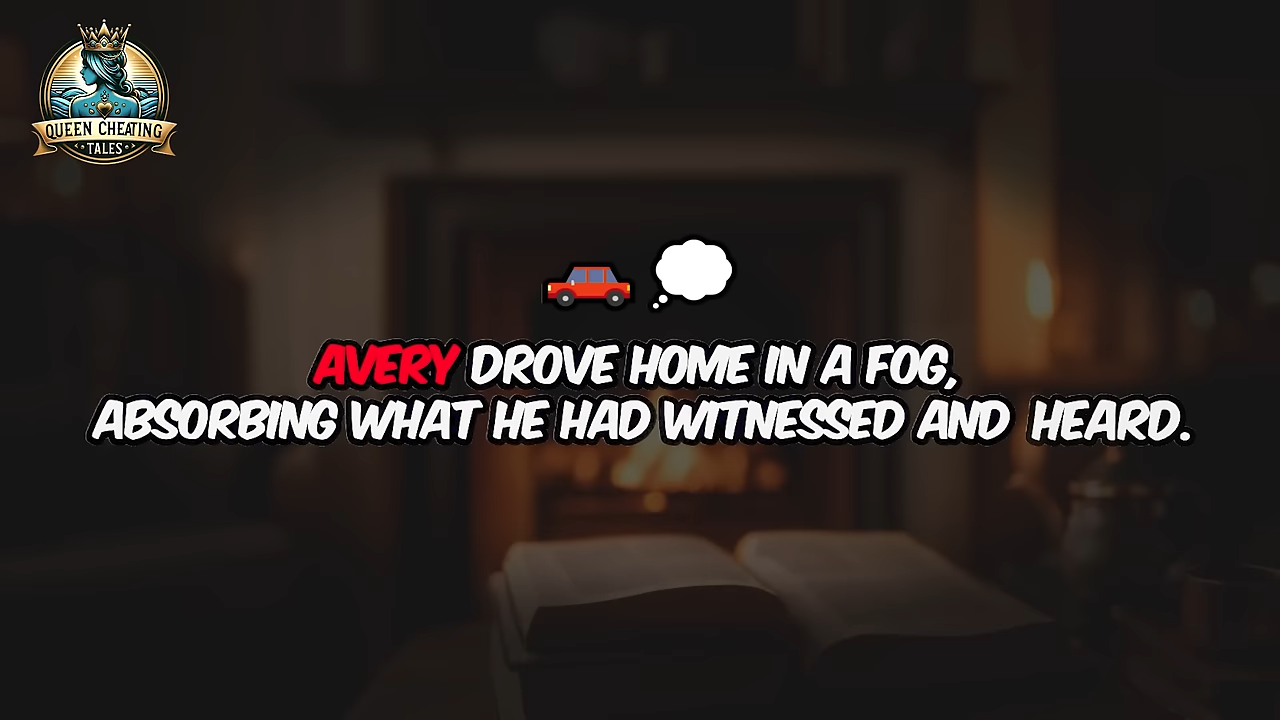 QUEEN CHEATING
TALES
AVERY DROVE HOME IN A FOG,
ABSORBING WHAT HE HAD WITNESSED AND HEARD.